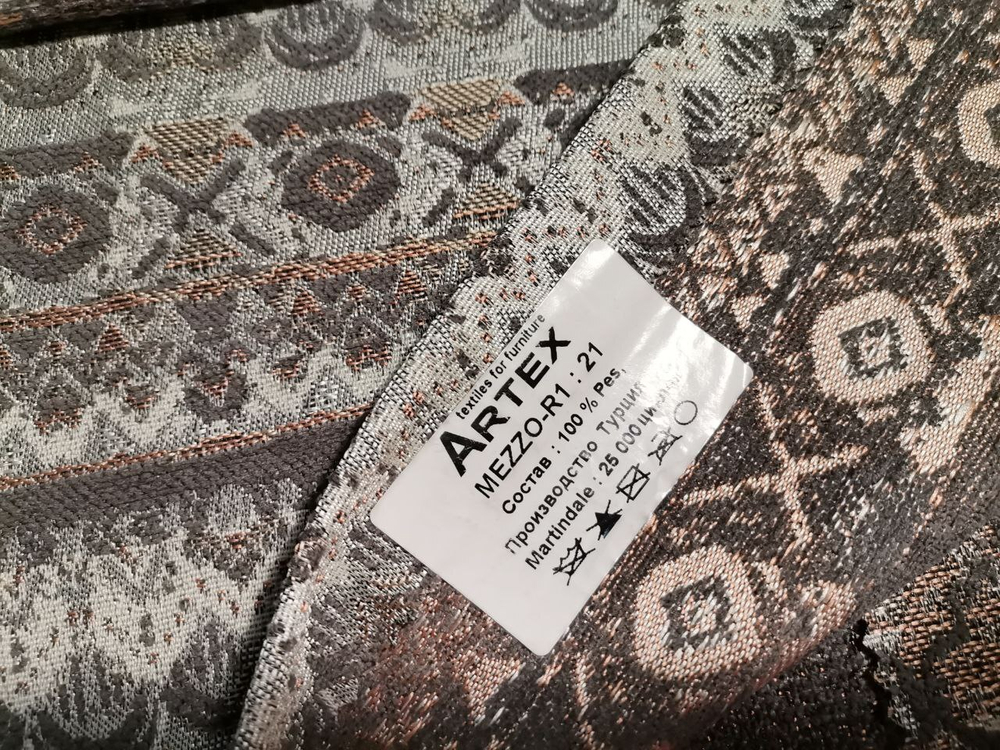 textiles for furniture
ARTEX
MEZZO-R1 : 21
Состав : 100 % Pes,
Производство Турция
Martindale : 25 000